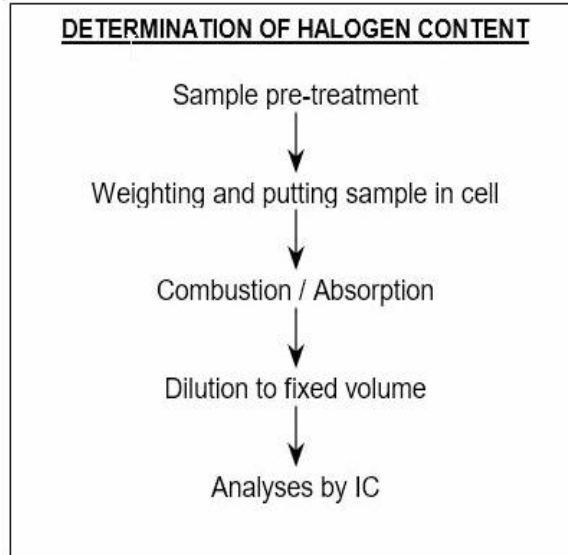 DETERMINATION OF HALOGEN CONTENT
Sample pre-treatment
Weighting and putting sample in cell
Combustion / Absorption
Dilution to fixed volume
Analyses by IC